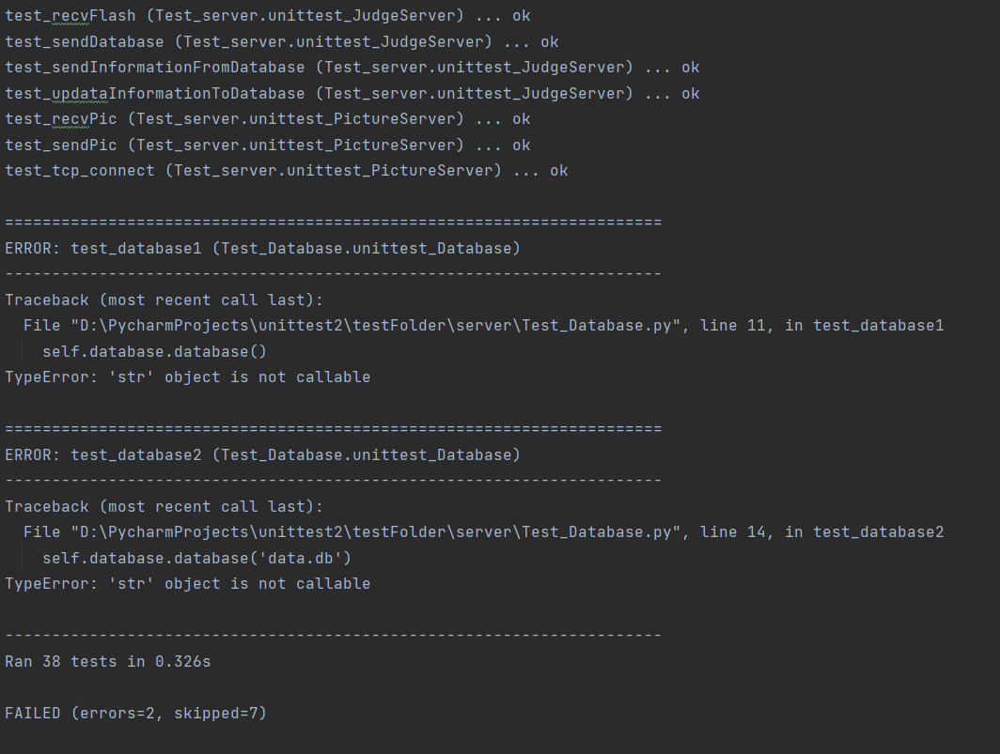 test_recvFlash (Test_server.unittest_JudgeServer) ... ok
test_sendDatabase (Test_server.unittest_JudgeServer) ... ok
test_sendInformationFromDatabase (Test_server.unittest_JudgeServer) ... ok
test_updataInformationToDatabase (Test_server.unittest_JudgeServer) ... ok
test_recvPic (Test_server.unittest_PictureServer) ... ok
test_sendPic (Test_server.unittest_PictureServer) ... ok
test_tcp_connect (Test_server.unittest_PictureServer) ... ok
======================================================================
ERROR: test_database1 (Test_Database.unittest_Database)
----------------------------------------------------------------------
Traceback (most recent call last):
  File "D:\PycharmProjects\unittest2\testFolder\server\Test_Database.py", line 11, in test_database1
    self.database.database()
TypeError: 'str' object is not callable
======================================================================
ERROR: test_database2 (Test_Database.unittest_Database)
----------------------------------------------------------------------
Traceback (most recent call last):
  File "D:\PycharmProjects\unittest2\testFolder\server\Test_Database.py", line 14, in test_database2
    self.database.database('data.db')
TypeError: 'str' object is not callable
----------------------------------------------------------------------
Ran 38 tests in 0.326s
FAILED (errors=2, skipped=7)